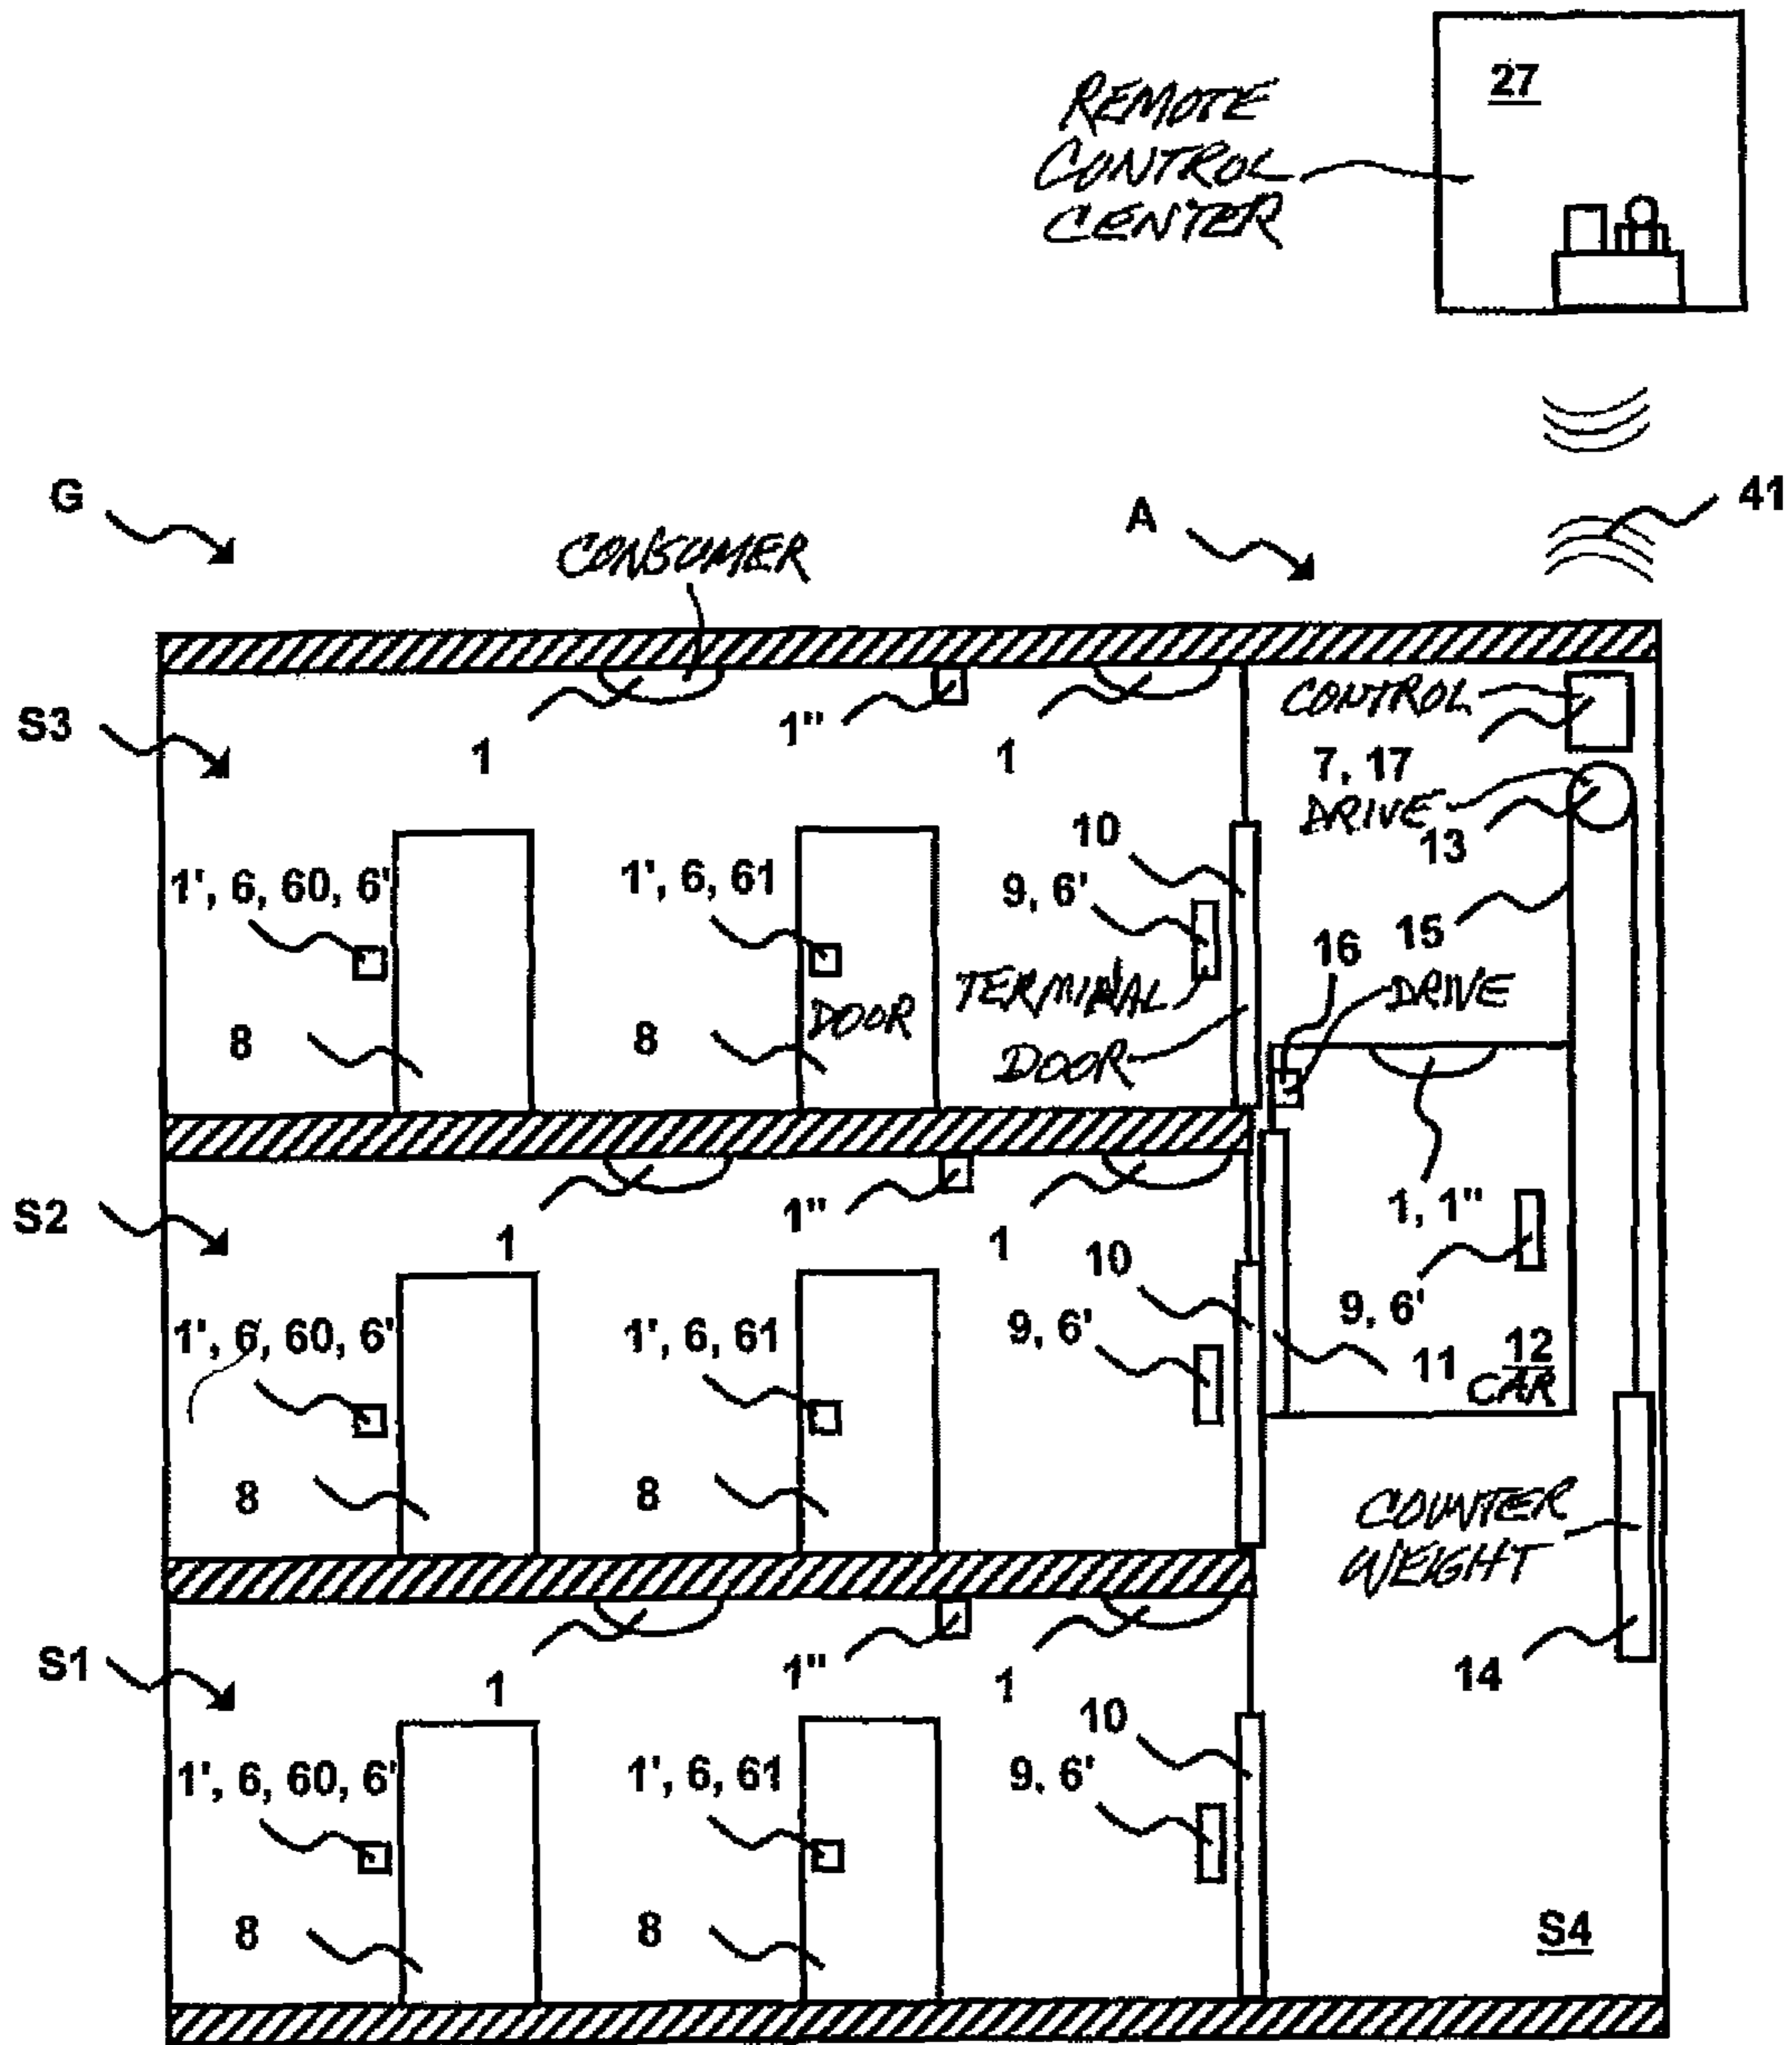 27
REMOTE
CONTROL
CENTER
G
A
41
CONSUMER
S3
1
1"
1
CONTROL
7, 17
DRIVE
13
10
1', 6, 60, 6'
1', 6, 61
9, 6'
15
16
TERMINAL
DRIVE
8
8
DOOR
DOOR
S2
1
1"
1
1, 1"
10
9, 6'
1', 6, 60, 6'
1', 6, 61
9, 6'
11
12
CAR
8
8
COUNTER
WEIGHT
S1
1
1"
1
14
10
1', 6, 60, 6'
1', 6, 61
9, 6'
8
8
S4